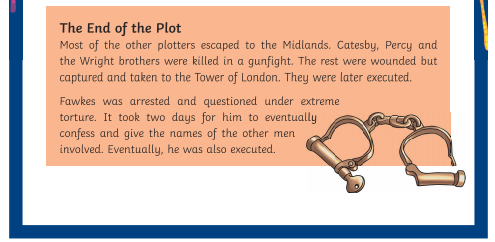 The End of the Plot
Most of the other plotters escaped to the Midlands. Catesby, Percy and
the Wright brothers were killed in a gunfight. The rest were wounded but
captured and taken to the Tower of London. They were later executed.
Fawkes was arrested and questioned under extreme
torture. It took two days for him to eventually
confess and give the names of the other men
involved. Eventually, he was also executed.